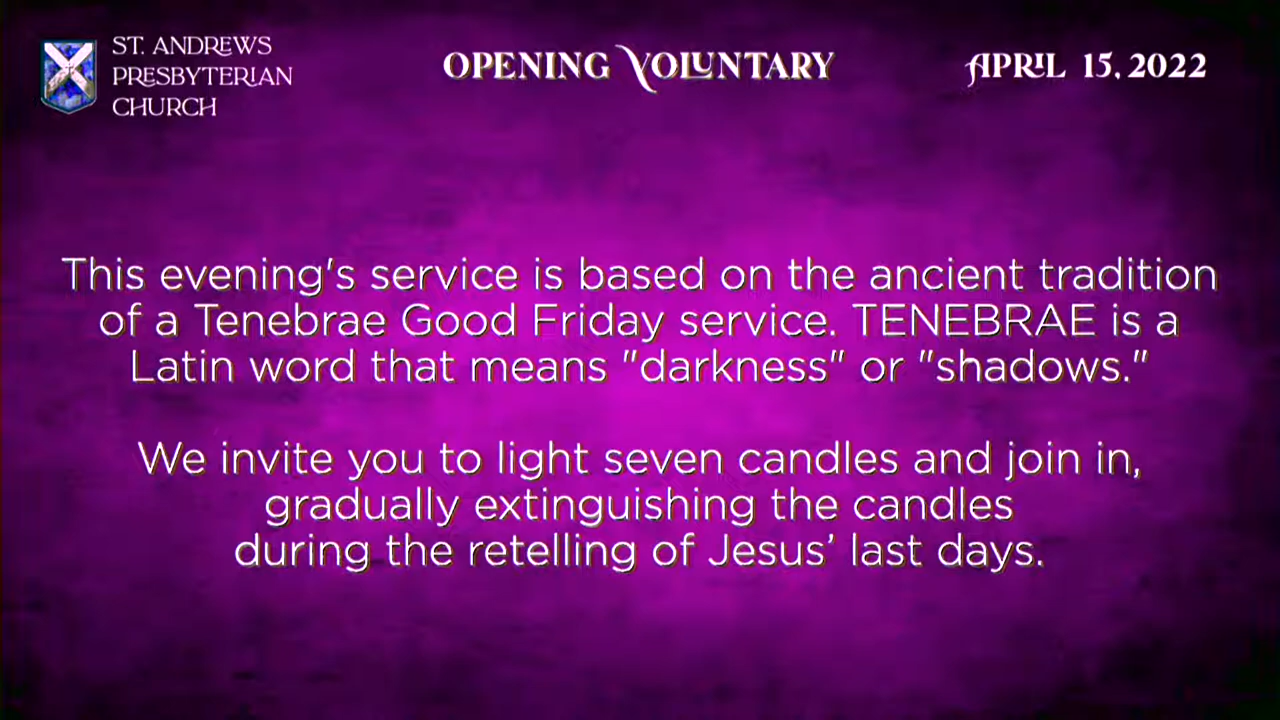 ST. ANDREWS
PRESBYTERIAN
CHURCH
OPENING VOLUNTARY
APRIL 15, 2022
This evening's service is based on the ancient tradition
of a Tenebrae Good Friday service. TENEBRAE is a
Latin word that means "darkness" or "shadows."
We invite you to light seven candles and join in,
gradually extinguishing the candles
during the retelling of Jesus’ last days.